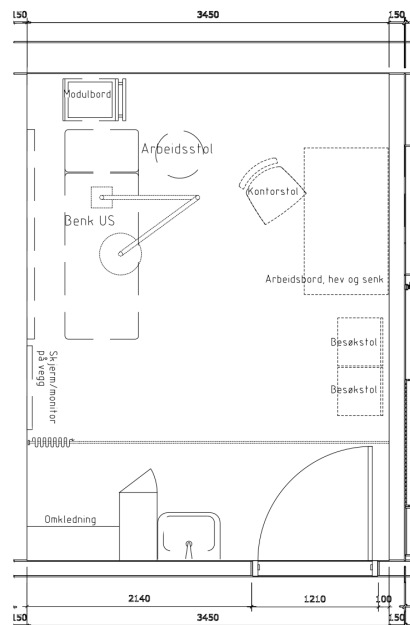 150 3450 150
Modulbord
Arbeidsstol
Kontorstol
Benk US
Arbeidsbord, hev og senk
Besøkstol
Skjerm/monitor
på vegg
Besøkstol
Omkledning
2140 1210 100
150 3450 150